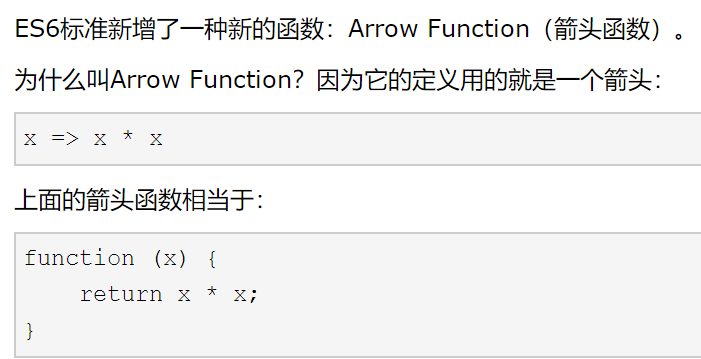 ES6标准新增了一种新的函数：Arrow Function（箭头函数）。
为什么叫Arrow Function？因为它的定义用的就是一个箭头：
x => x * x
上面的箭头函数相当于：
function (x) {
    return x * x;
}